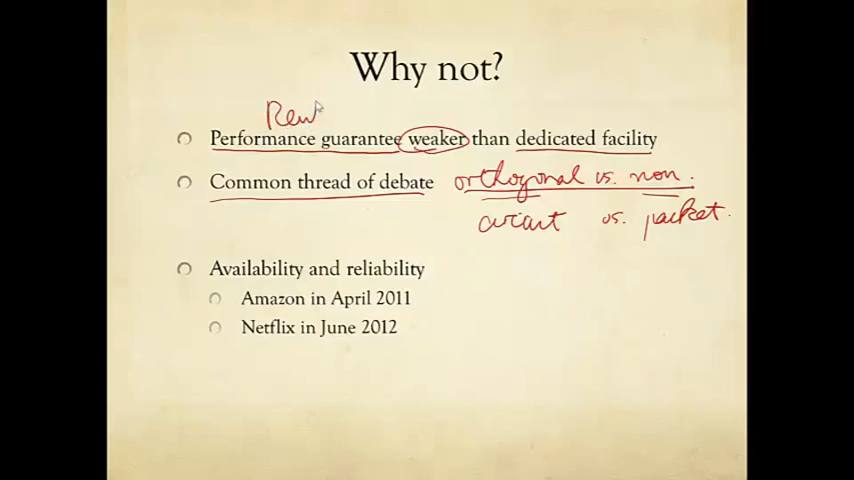 Why not?
Rent
Performance guarantee weaker than dedicated facility
Common thread of debate orthogonal vs. non.
circuit vs. packet.
Availability and reliability
Amazon in April 2011
Netflix in June 2012